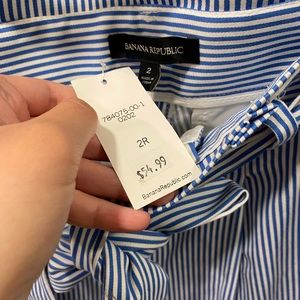 BANANA REPUBLIC
2
784075-00-1
0202
2R
$54.99
BananaRepublic.com